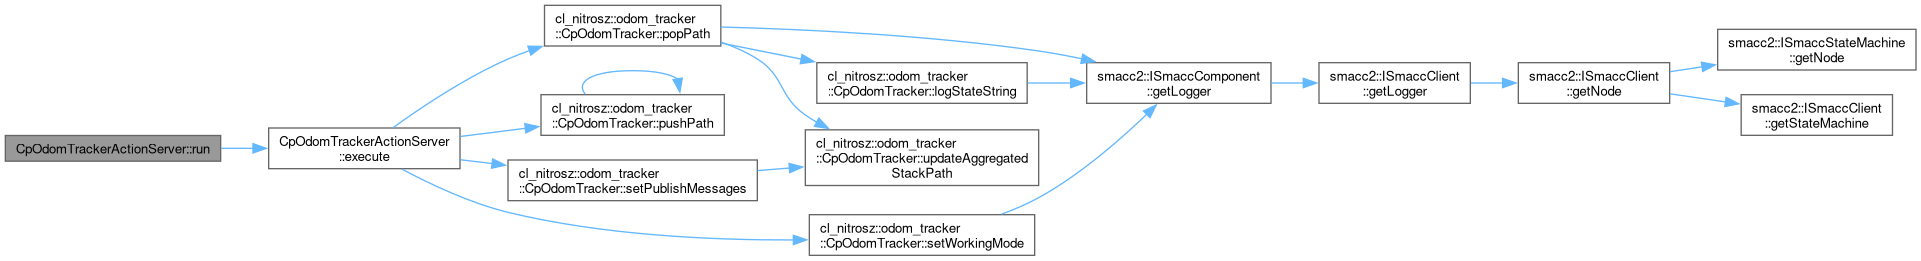 CpOdomTrackerActionServer::run
CpOdomTrackerActionServer
::execute
cl_nitrosz::odom_tracker
::CpOdomTracker::popPath
cl_nitrosz::odom_tracker
::CpOdomTracker::pushPath
cl_nitrosz::odom_tracker
::CpOdomTracker::setPublishMessages
cl_nitrosz::odom_tracker
::CpOdomTracker::logStateString
cl_nitrosz::odom_tracker
::CpOdomTracker::updateAggregated
StackPath
cl_nitrosz::odom_tracker
::CpOdomTracker::setWorkingMode
smacc2::ISmaccComponent
::getLogger
smacc2::ISmaccClient
::getLogger
smacc2::ISmaccClient
::getNode
smacc2::ISmaccStateMachine
::getNode
smacc2::ISmaccClient
::getStateMachine